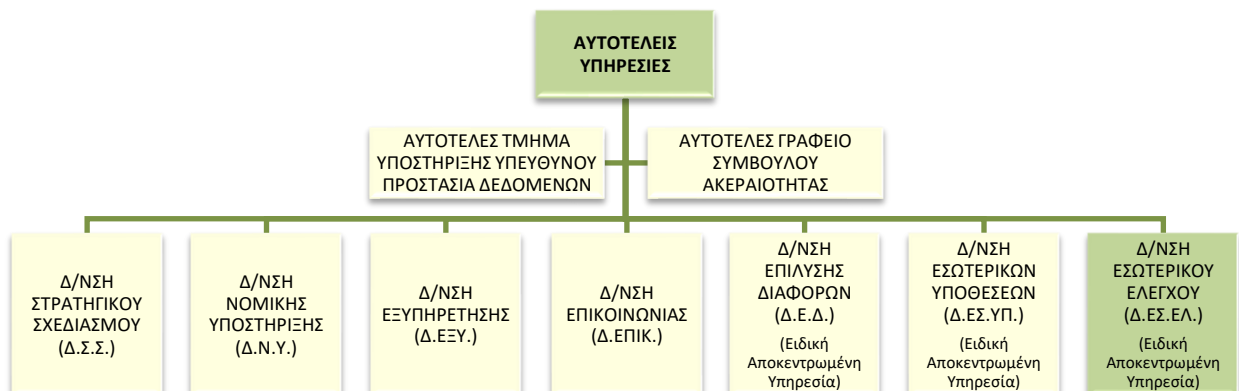 ΑΥΤΟΤΕΛΕΙΣ
ΥΠΗΡΕΣΙΕΣ
ΑΥΤΟΤΕΛΕΣ ΤΜΗΜΑ
ΥΠΟΣΤΗΡΙΞΗΣ ΥΠΕΥΘΥΝΟΥ
ΠΡΟΣΤΑΣΙΑ ΔΕΔΟΜΕΝΩΝ
ΑΥΤΟΤΕΛΕΣ ΓΡΑΦΕΙΟ
ΣΥΜΒΟΥΛΟΥ
ΑΚΕΡΑΙΟΤΗΤΑΣ
Δ/ΝΣΗ
ΣΤΡΑΤΗΓΙΚΟΥ
ΣΧΕΔΙΑΣΜΟΥ
(Δ.Σ.Σ.)
Δ/ΝΣΗ
ΝΟΜΙΚΗΣ
ΥΠΟΣΤΗΡΙΞΗΣ
(Δ.Ν.Υ.)
Δ/ΝΣΗ
ΕΞΥΠΗΡΕΤΗΣΗΣ
(Δ.ΕΞΥ.)
Δ/ΝΣΗ
ΕΠΙΚΟΙΝΩΝΙΑΣ
(Δ.ΕΠΙΚ.)
Δ/ΝΣΗ
ΕΠΙΛΥΣΗΣ
ΔΙΑΦΟΡΩΝ
(Δ.Ε.Δ.)
(Ειδική
Αποκεντρωμένη
Υπηρεσία)
Δ/ΝΣΗ
ΕΣΩΤΕΡΙΚΩΝ
ΥΠΟΘΕΣΕΩΝ
(Δ.ΕΣ.ΥΠ.)
(Ειδική
Αποκεντρωμένη
Υπηρεσία)
Δ/ΝΣΗ
ΕΣΩΤΕΡΙΚΟΥ
ΕΛΕΓΧΟΥ
(Δ.ΕΣ.ΕΛ.)
(Ειδική
Αποκεντρωμένη
Υπηρεσία)